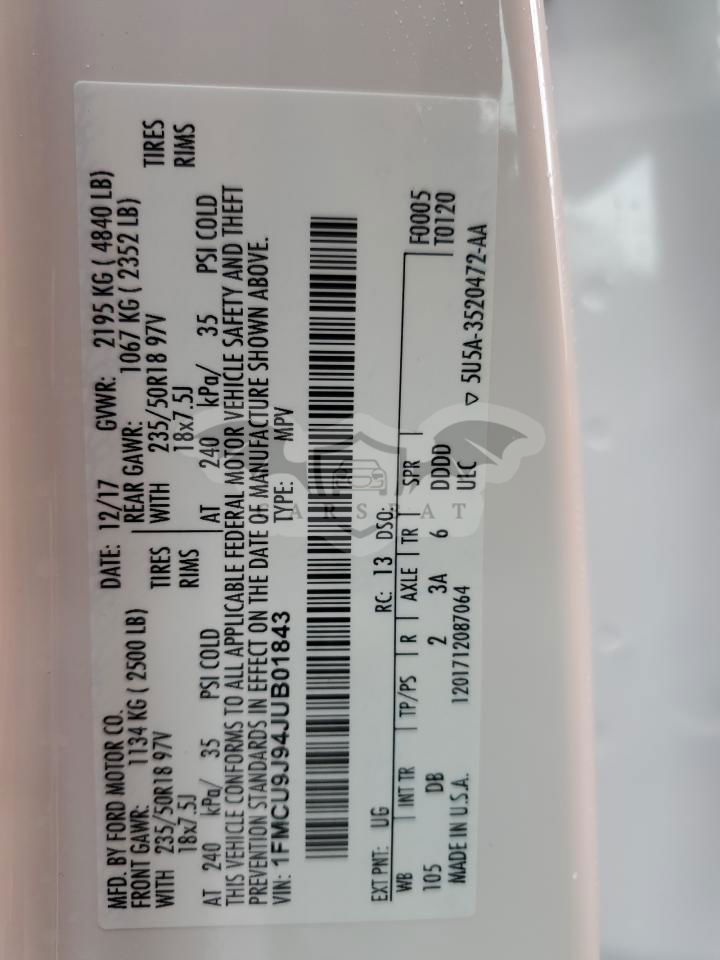 MFD. BY FORD MOTOR CO. DATE: 12/17 GVWR: 2195 KG ( 4840 LB)
FRONT GAWR: 1134 KG ( 2500 LB) REAR GAWR: 1067 KG ( 2352 LB)
WITH 235/50R18 97V TIRES WITH 235/50R18 97V TIRES
18x7.5J RIMS 18x7.5J RIMS
AT 240 kPa/ 35 PSI COLD AT 240 kPa/ 35 PSI COLD
THIS VEHICLE CONFORMS TO ALL APPLICABLE FEDERAL MOTOR VEHICLE SAFETY AND THEFT
PREVENTION STANDARDS IN EFFECT ON THE DATE OF MANUFACTURE SHOWN ABOVE.
VIN: 1FMCU9J94JUB01843 TYPE: MPV
EXT PNT: UG RC: 13 DSO:
WB INT TR TP/PS R AXLE TR SPR F0005
105 DB 2 3A 6 DDDD T0120
MADE IN U.S.A. 1201712087064 UEC ▽ 5U5A-3520472-AA
CARSBAT